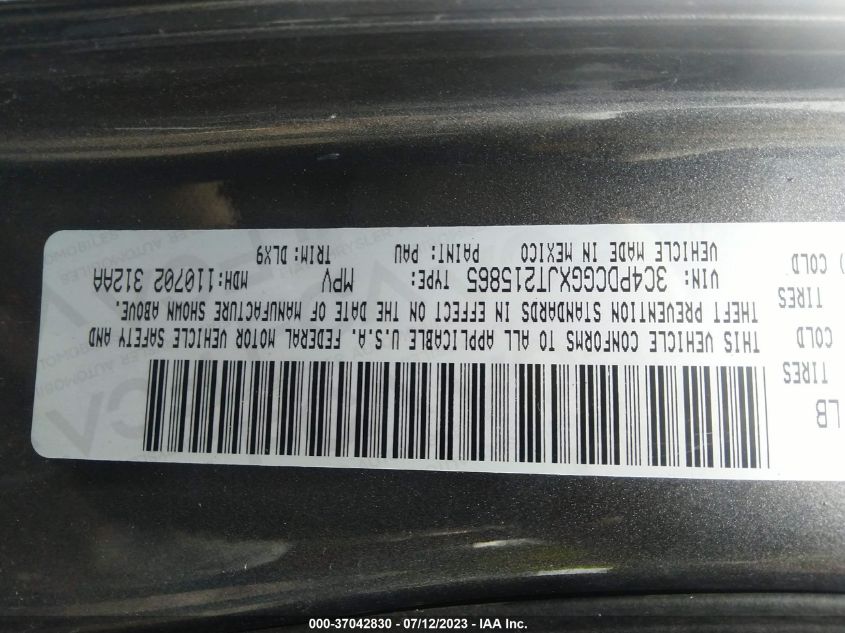 ) COLD
TIRES
COLD
TIRES
LB
THIS VEHICLE CONFORMS TO ALL APPLICABLE U.S.A. FEDERAL MOTOR VEHICLE SAFETY AND
THEFT PREVENTION STANDARDS IN EFFECT ON THE DATE OF MANUFACTURE SHOWN ABOVE.
VIN: 3C4PDCGGXJT215865 TYPE: MPV MDH:110702 312AA
VEHICLE MADE IN MEXICO PAINT: PAU TRIM: DLX9
000-37042830 - 07/12/2023 - IAA Inc.